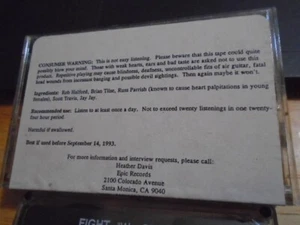 CONSUMER WARNING: This is not easy listening. Please beware that this tape could quite
possibly harm your mind. Those with weak hearts, ears and bad taste are asked not to use this
product. Repetitive playing may cause blindness, deafness, uncontrollable fits of air guitar, fatal
head wounds from increased banging and possible devil sightings. Then again maybe it won't.
Ingredients: Rob Halford, Brian Tilse, Russ Parrish (known to cause heart palpitations in young
females), Scott Travis, Jay Jay.
Recommended use: Listen to at least once a day. Not to exceed twenty listenings in one twenty-
four hour period.
Harmful if swallowed.
Best if used before September 14, 1993.
For more information and interview requests, please call:
Heather Davis
Epic Records
2100 Colorado Avenue
Santa Monica, CA 9040
FIGHT